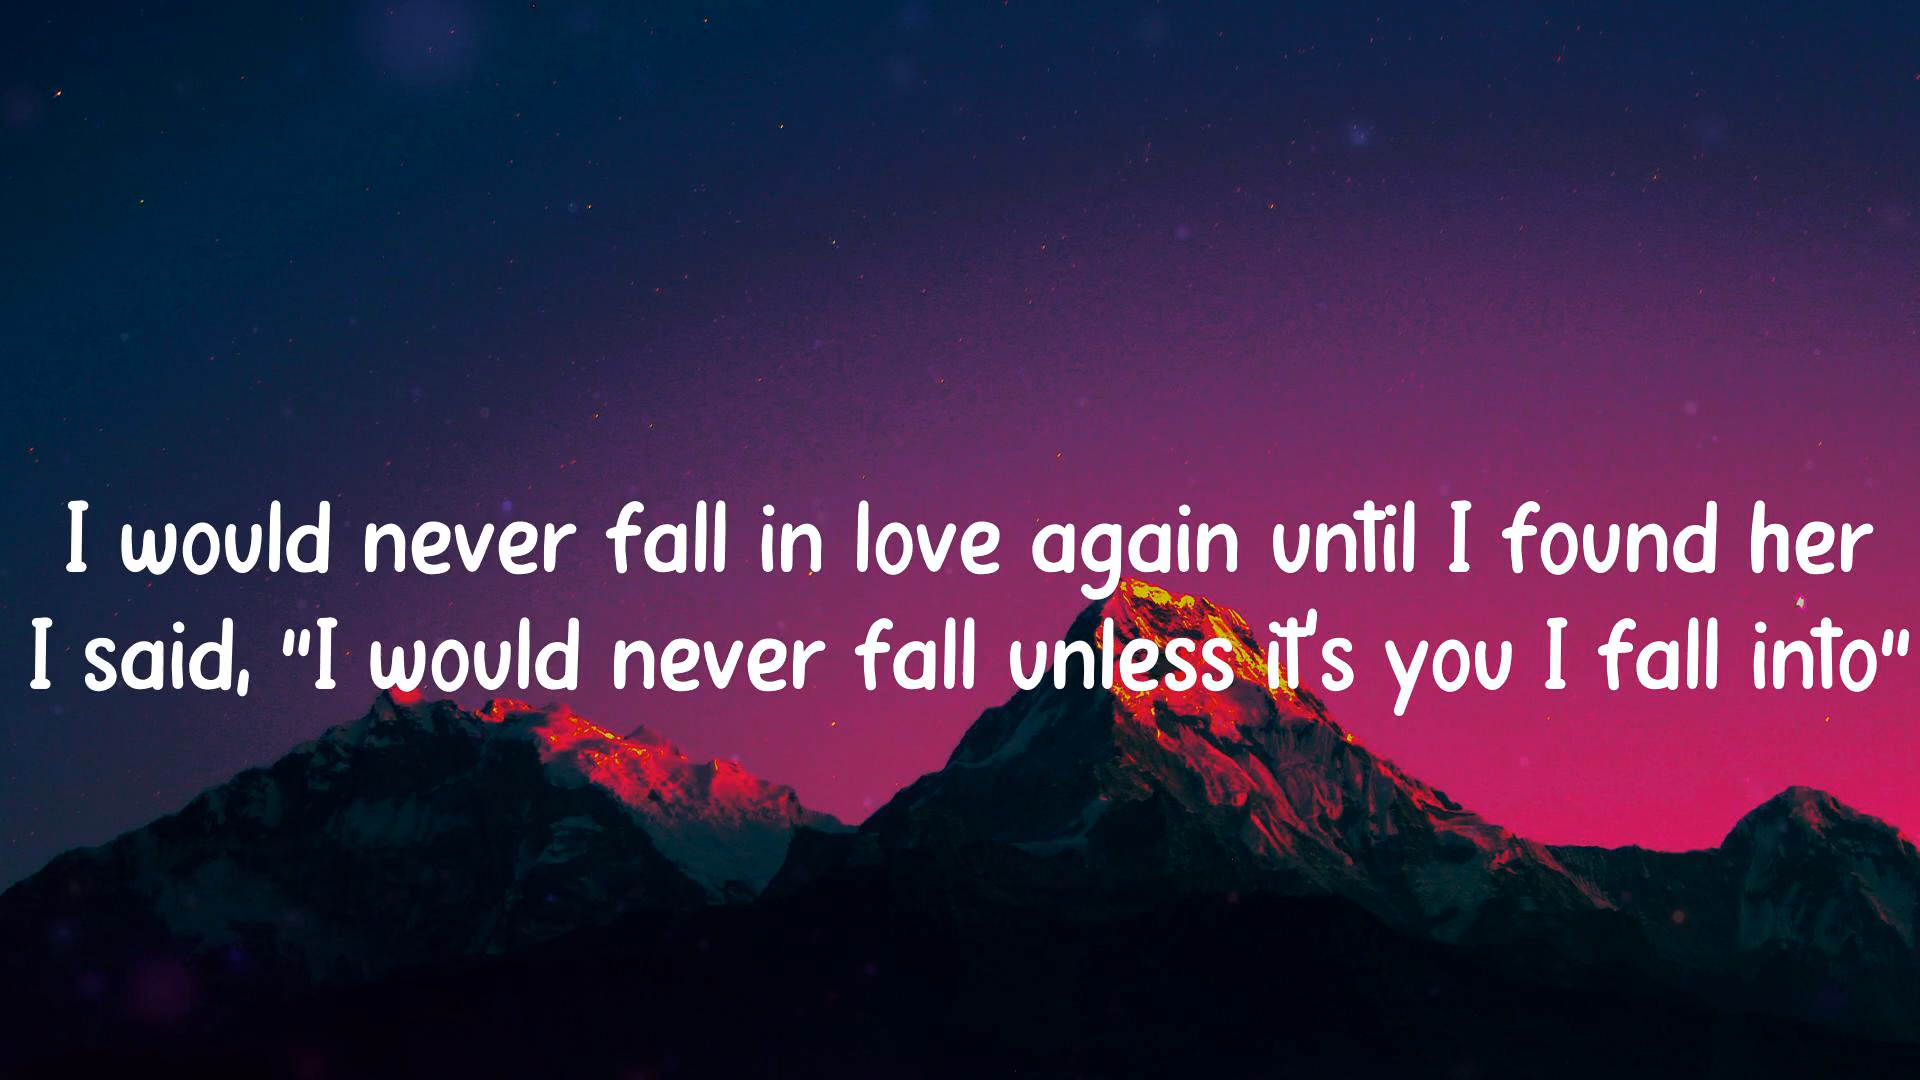 I would never fall in love again until I found her
I said, "I would never fall unless it's you I fall into"